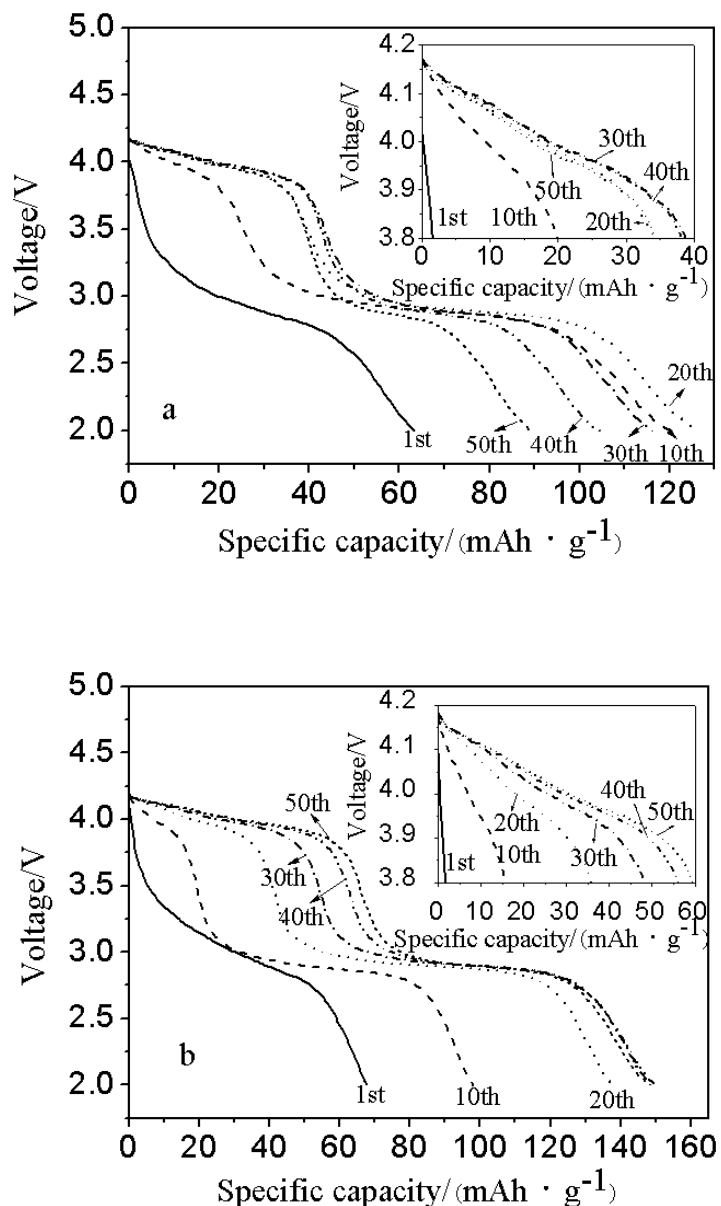 5.0
4.5
4.0
3.5
3.0
2.5
2.0
Voltage/V
a
1st
50th
40th
30th
10th
20th
0 20 40 60 80 100 120
Specific capacity/(mAh · g-1)
4.2
4.1
4.0
3.9
3.8
Voltage/V
30th
40th
50th
20th
10th
1st
0 10 20 30 40
Specific capacity/(mAh · g-1)
5.0
4.5
4.0
3.5
3.0
2.5
2.0
Voltage/V
b
50th
30th
40th
1st
10th
20th
0 20 40 60 80 100 120 140 160
Specific capacity/(mAh · g-1)
4.2
4.1
4.0
3.9
3.8
Voltage/V
40th
50th
20th
30th
10th
1st
0 10 20 30 40 50 60
Specific capacity/(mAh · g-1)